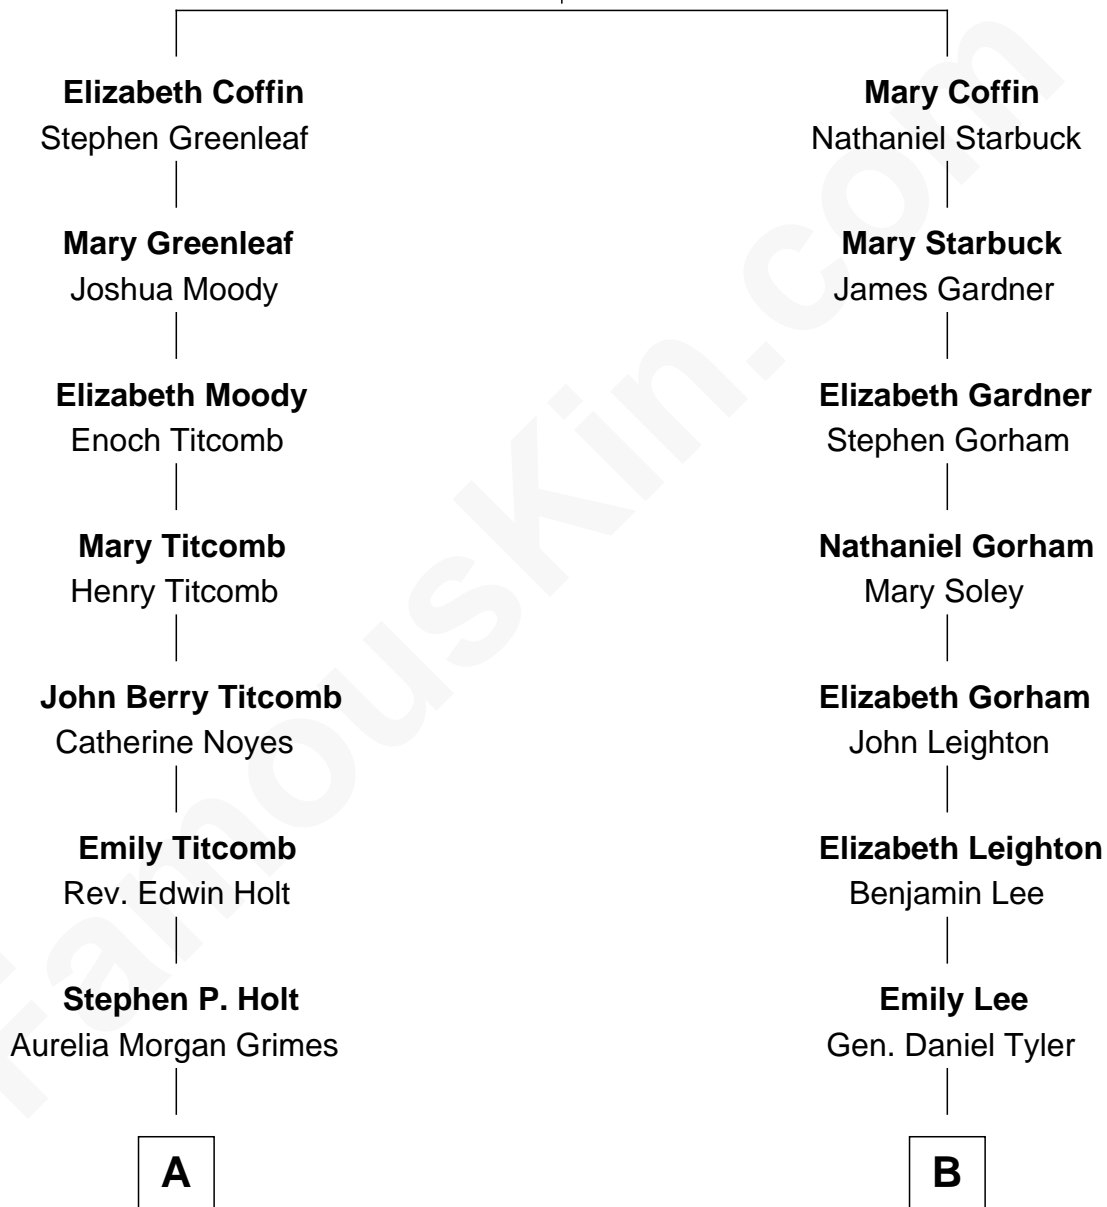 Elizabeth Coffin
Stephen Greenleaf
Mary Greenleaf
Joshua Moody
Elizabeth Moody
Enoch Titcomb
Mary Titcomb
Henry Titcomb
John Berry Titcomb
Catherine Noyes
Emily Titcomb
Rev. Edwin Holt
Stephen P. Holt
Aurelia Morgan Grimes
A
Mary Coffin
Nathaniel Starbuck
Mary Starbuck
James Gardner
Elizabeth Gardner
Stephen Gorham
Nathaniel Gorham
Mary Soley
Elizabeth Gorham
John Leighton
Elizabeth Leighton
Benjamin Lee
Emily Lee
Gen. Daniel Tyler
B
FamousKin.com